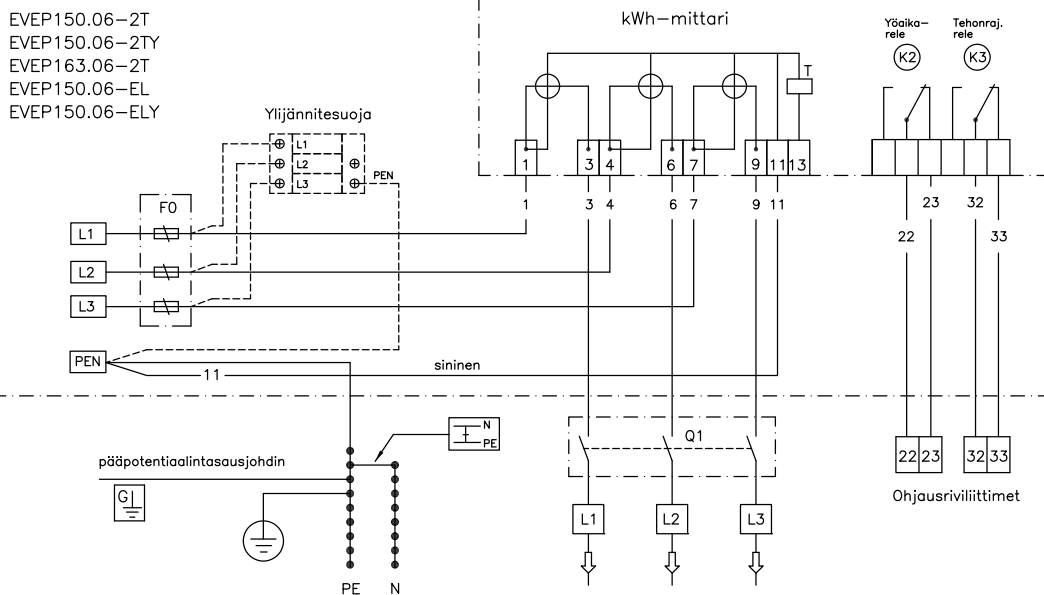 EVEP150.06-2T
EVEP150.06-2TY
EVEP163.06-2T
EVEP150.06-EL
EVEP150.06-ELY
kWh-mittari
Yöaika-
rele
K2
Tehonraj.
rele
K3
T
Ylijännitesuoja
L1
L2
L3
PEN
1 3 4 6 7 9 11 13
1 3 4 6 7 9 11
23 32
22 33
F0
L1
L2
L3
PEN
11
sininen
N
PE
Q1
pääpotentiaalintasausjohdin
G
22 23 32 33
Ohjausriviliittimet
L1 L2 L3
PE N